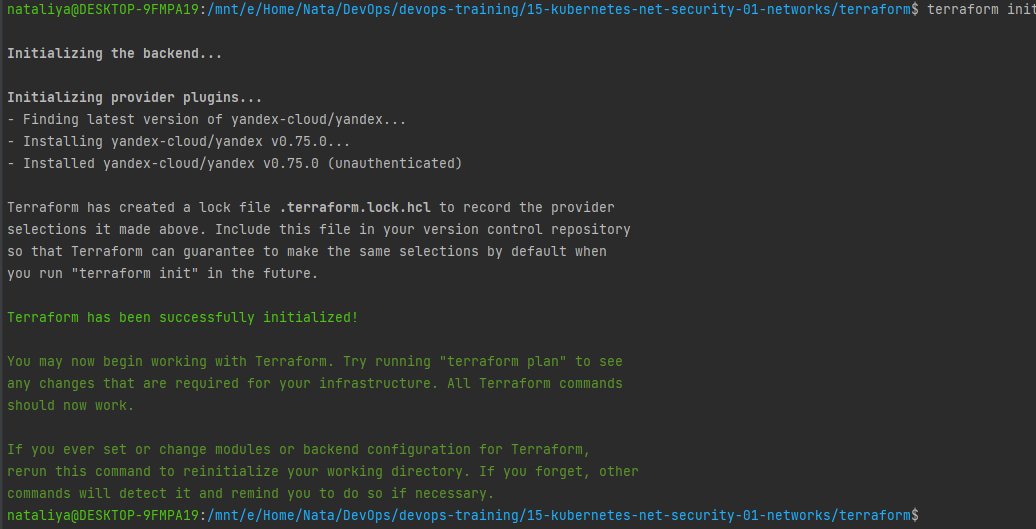 nataliya@DESKTOP-9FMPA19:/mnt/e/Home/Nata/DevOps/devops-training/15-kubernetes-net-security-01-networks/terraform$ terraform init
Initializing the backend...
Initializing provider plugins...
- Finding latest version of yandex-cloud/yandex...
- Installing yandex-cloud/yandex v0.75.0...
- Installed yandex-cloud/yandex v0.75.0 (unauthenticated)
Terraform has created a lock file .terraform.lock.hcl to record the provider
selections it made above. Include this file in your version control repository
so that Terraform can guarantee to make the same selections by default when
you run "terraform init" in the future.
Terraform has been successfully initialized!
You may now begin working with Terraform. Try running "terraform plan" to see
any changes that are required for your infrastructure. All Terraform commands
should now work.
If you ever set or change modules or backend configuration for Terraform,
rerun this command to reinitialize your working directory. If you forget, other
commands will detect it and remind you to do so if necessary.
nataliya@DESKTOP-9FMPA19:/mnt/e/Home/Nata/DevOps/devops-training/15-kubernetes-net-security-01-networks/terraform$